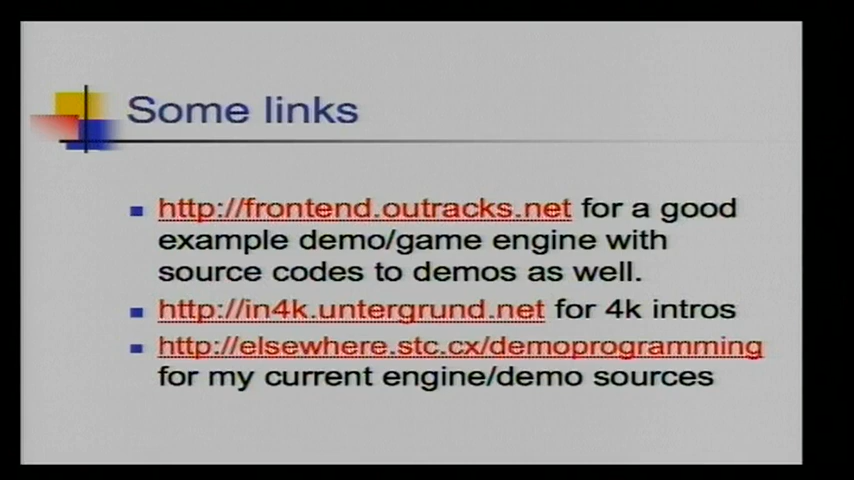 Some links
http://frontend.outracks.net for a good
example demo/game engine with
source codes to demos as well.
http://in4k.untergrund.net for 4k intros
http://elsewhere.stc.cx/demoprogramming
for my current engine/demo sources